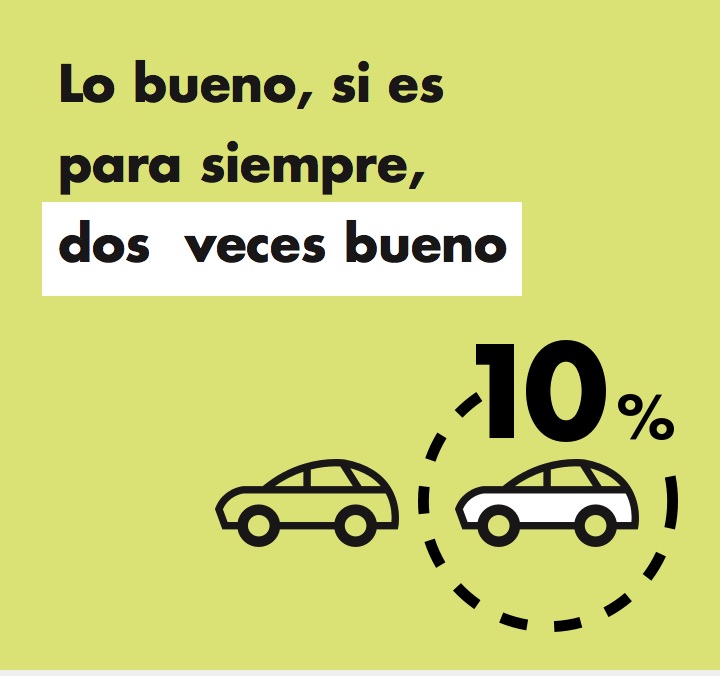 Lo bueno, si es
para siempre,
dos  veces bueno
10%